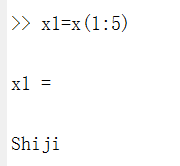 >> x1=x(1:5)
x1 =
Shiji